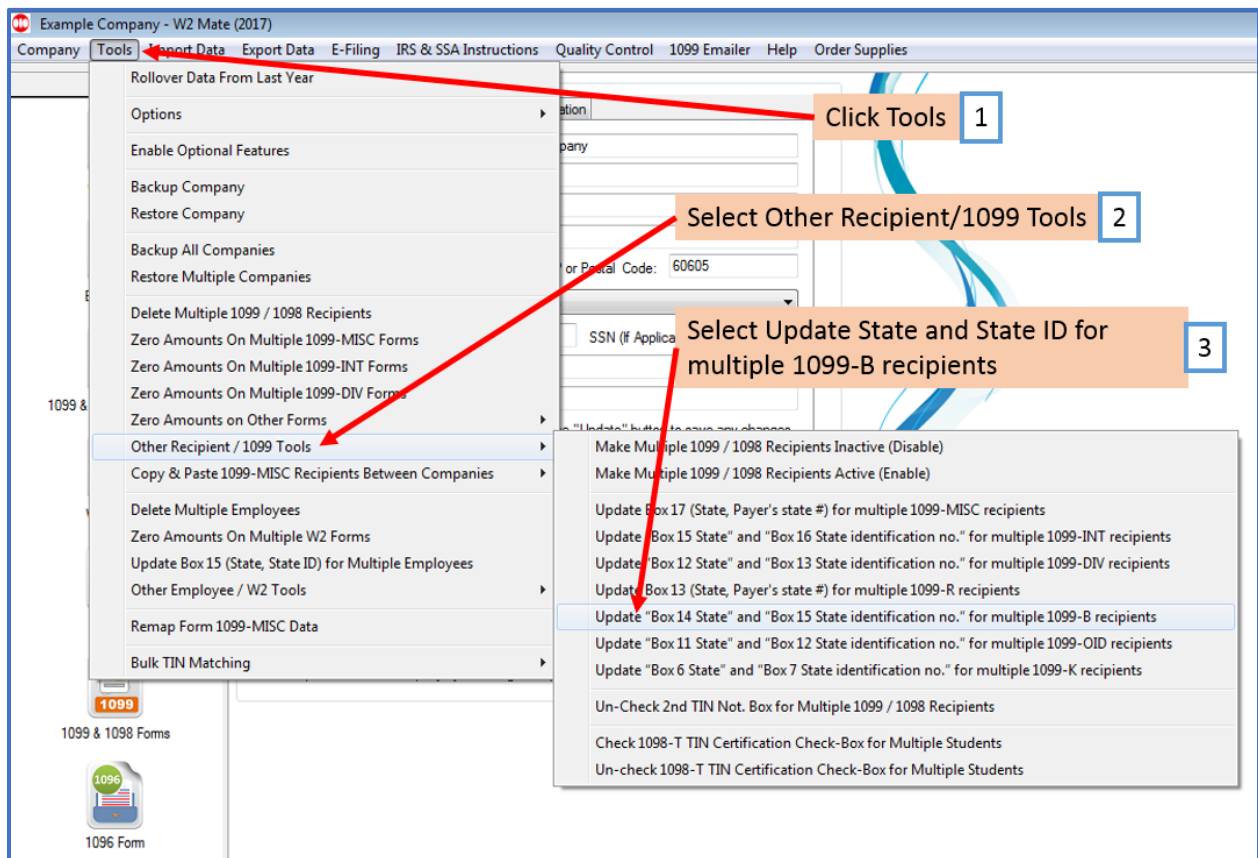 Example Company - W2 Mate (2017)
Company Tools Import Data Export Data E-Filing IRS & SSA Instructions Quality Control 1099 Emailer Help Order Supplies
Rollover Data From Last Year
Options
Enable Optional Features
Backup Company
Restore Company
Backup All Companies
Restore Multiple Companies
Delete Multiple 1099 / 1098 Recipients
Zero Amounts On Multiple 1099-MISC Forms
Zero Amounts On Multiple 1099-INT Forms
Zero Amounts On Multiple 1099-DIV Forms
Zero Amounts on Other Forms
Other Recipient / 1099 Tools
Copy & Paste 1099-MISC Recipients Between Companies
Delete Multiple Employees
Zero Amounts On Multiple W2 Forms
Update Box 15 (State, State ID) for Multiple Employees
Other Employee / W2 Tools
Remap Form 1099-MISC Data
Bulk TIN Matching
Click Tools 1
Select Other Recipient/1099 Tools 2
or Postal Code: 60605
Select Update State and State ID for
multiple 1099-B recipients
3
SSN (If Applica
"Update" button to save any changes
1099 &
Make Multiple 1099 / 1098 Recipients Inactive (Disable)
Make Multiple 1099 / 1098 Recipients Active (Enable)
Update Box 17 (State, Payer's state #) for multiple 1099-MISC recipients
Update "Box 15 State" and "Box 16 State identification no." for multiple 1099-INT recipients
Update "Box 12 State" and "Box 13 State identification no." for multiple 1099-DIV recipients
Update Box 13 (State, Payer's state #) for multiple 1099-R recipients
Update "Box 14 State" and "Box 15 State identification no." for multiple 1099-B recipients
Update "Box 11 State" and "Box 12 State identification no." for multiple 1099-OID recipients
Update "Box 6 State" and "Box 7 State identification no." for multiple 1099-K recipients
Un-Check 2nd TIN Not. Box for Multiple 1099 / 1098 Recipients
Check 1098-T TIN Certification Check-Box for Multiple Students
Un-check 1098-T TIN Certification Check-Box for Multiple Students
1099
1099 & 1098 Forms
1096
1096 Form